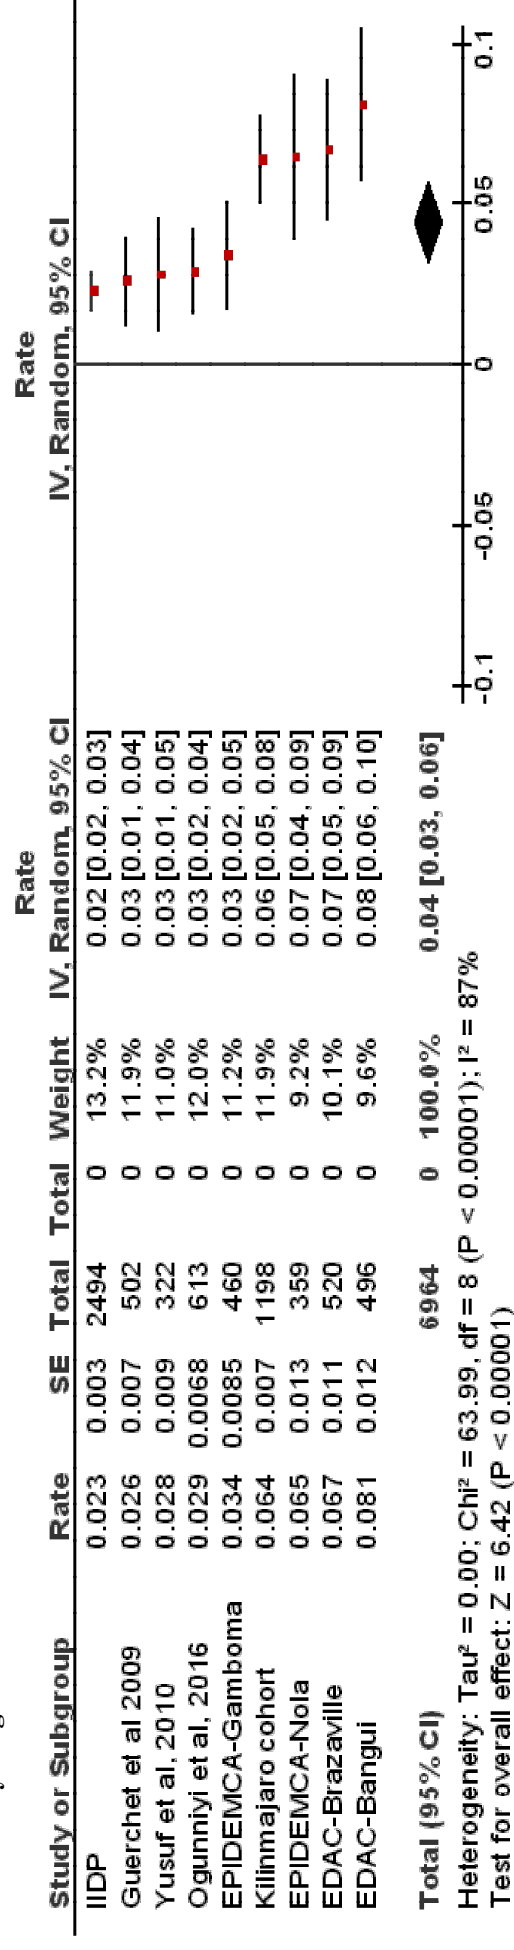 Rate Rate
Study or Subgroup Rate SE Total Total Weight IV, Random, 95% CI IV, Random, 95% CI
IIDP 0.023 0.003 2494 0 13.2% 0.02 [0.02, 0.03]
Guerchet et al 2009 0.026 0.007 502 0 11.9% 0.03 [0.01, 0.04]
Yusuf et al, 2010 0.028 0.009 322 0 11.0% 0.03 [0.01, 0.05]
Ogunniyi et al, 2016 0.029 0.0068 613 0 12.0% 0.03 [0.02, 0.04]
EPIDEMCA-Gamboma 0.034 0.0085 460 0 11.2% 0.03 [0.02, 0.05]
Kilinmajaro cohort 0.064 0.007 1198 0 11.9% 0.06 [0.05, 0.08]
EPIDEMCA-Nola 0.065 0.013 359 0 9.2% 0.07 [0.04, 0.09]
EDAC-Brazaville 0.067 0.011 520 0 10.1% 0.07 [0.05, 0.09]
EDAC-Bangui 0.081 0.012 496 0 9.6% 0.08 [0.06, 0.10]
Total (95% CI) 6964 0 100.0% 0.04 [0.03, 0.06]
Heterogeneity: Tau² = 0.00; Chi² = 63.99, df = 8 (P < 0.00001); I² = 87%
-0.1 -0.05 0 0.05 0.1
Test for overall effect: Z = 6.42 (P < 0.00001)